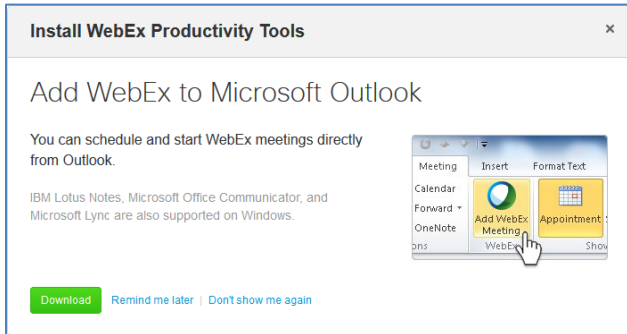 Install WebEx Productivity Tools ×
Add WebEx to Microsoft Outlook
You can schedule and start WebEx meetings directly
from Outlook.
IBM Lotus Notes, Microsoft Office Communicator, and
Microsoft Lync are also supported on Windows.
Meeting Insert Format Text
Calendar
Forward
OneNote
Add WebEx
Meeting
Appointment
ons WebEx Show
Download Remind me later | Don't show me again